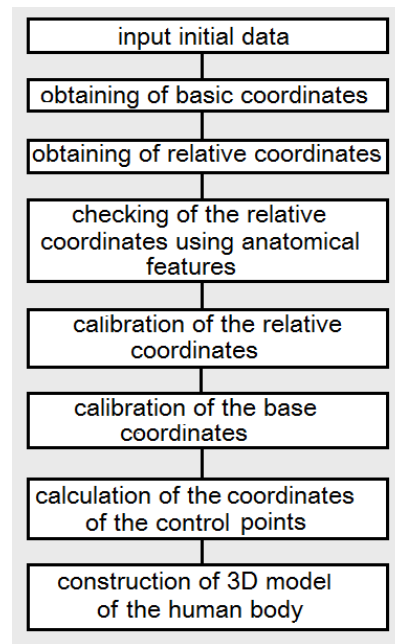 input initial data
obtaining of basic coordinates
obtaining of relative coordinates
checking of the relative
coordinates using anatomical
features
calibration of the relative
coordinates
calibration of the base
coordinates
calculation of the coordinates
of the control points
construction of 3D model
of the human body